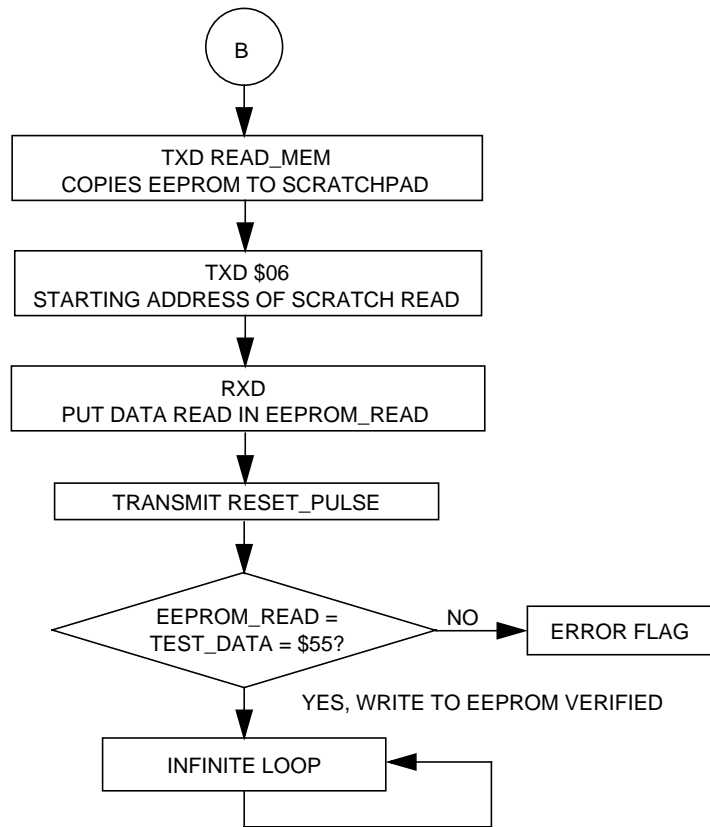 B
TXD READ_MEM
COPIES EEPROM TO SCRATCHPAD
TXD $06
STARTING ADDRESS OF SCRATCH READ
RXD
PUT DATA READ IN EEPROM_READ
TRANSMIT RESET_PULSE
EEPROM_READ =
TEST_DATA = $55?
NO
ERROR FLAG
YES, WRITE TO EEPROM VERIFIED
INFINITE LOOP